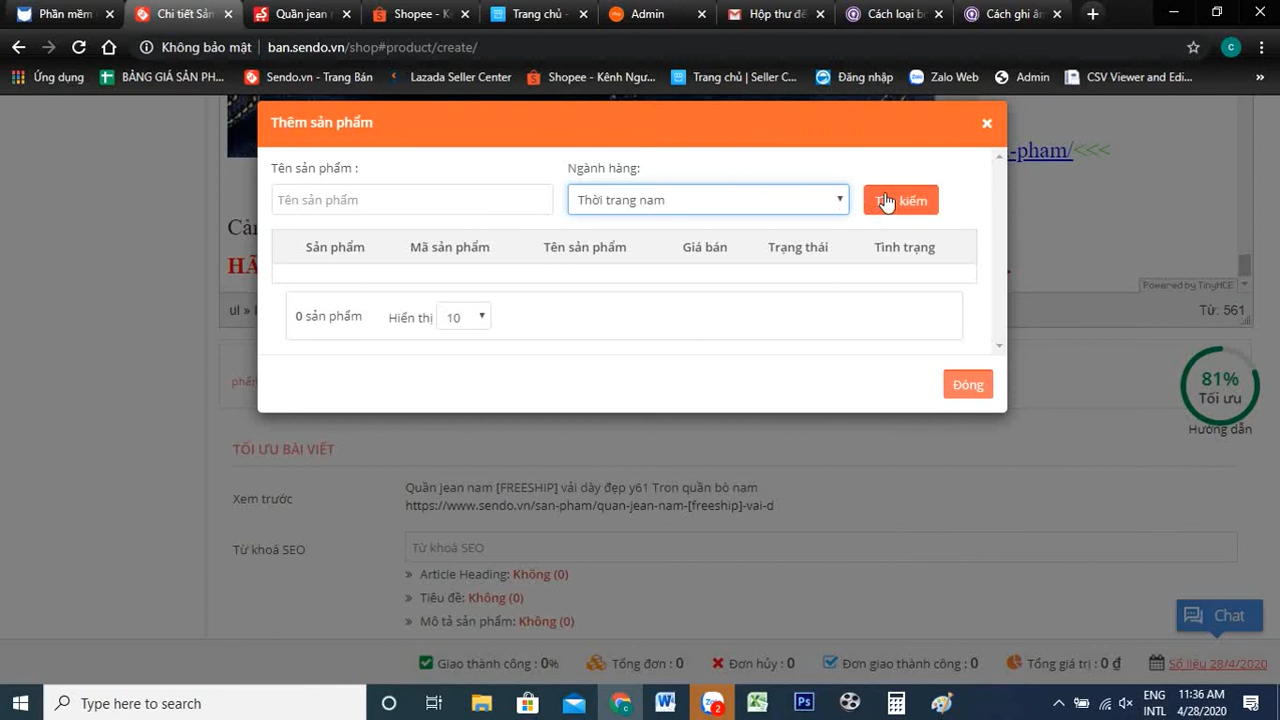 Phần mềm
Chi tiết Sản
Quần jean n
Shopee - Kê
Trang chủ -
Admin
Hộp thư đế
Cách loại bỏ
Cách ghi âm
Không bảo mật
ban.sendo.vn/shop#product/create/
Ứng dụng
BẢNG GIÁ SẢN PH...
Sendo.vn - Trang Bán
Lazada Seller Center
Shopee - Kênh Ngư...
Trang chủ | Seller C...
Đăng nhập
Zalo Web
Admin
CSV Viewer and Edi...
»
Thêm sản phẩm
Tên sản phẩm :
Ngành hàng:
Tên sản phẩm
Thời trang nam
kiếm
n-pham/<<<
Sản phẩm
Mã sản phẩm
Tên sản phẩm
Giá bán
Trạng thái
Tình trạng
Powered by TinyMCE
ul »
Từ: 561
0 sản phẩm
Hiển thị
10
Đóng
81%
Tối ưu
Hướng dẫn
TỐI ƯU BÀI VIẾT
Xem trước
Quần jean nam [FREESHIP] vải dày đẹp y61 Tron quần bò nam
https://www.sendo.vn/san-pham/quan-jean-nam-[freeship]-vai-d
Từ khoá SEO
Từ khoá SEO
» Article Heading: Không (0)
» Tiêu đề: Không (0)
» Mô tả sản phẩm: Không (0)
Chat
Giao thành công : 0%
Tổng đơn : 0
Đơn hủy : 0
Đơn giao thành công : 0
Tổng giá trị : 0 đ
Số liệu 28/4/2020
Type here to search
2
ENG
INTL
11:36 AM
4/28/2020